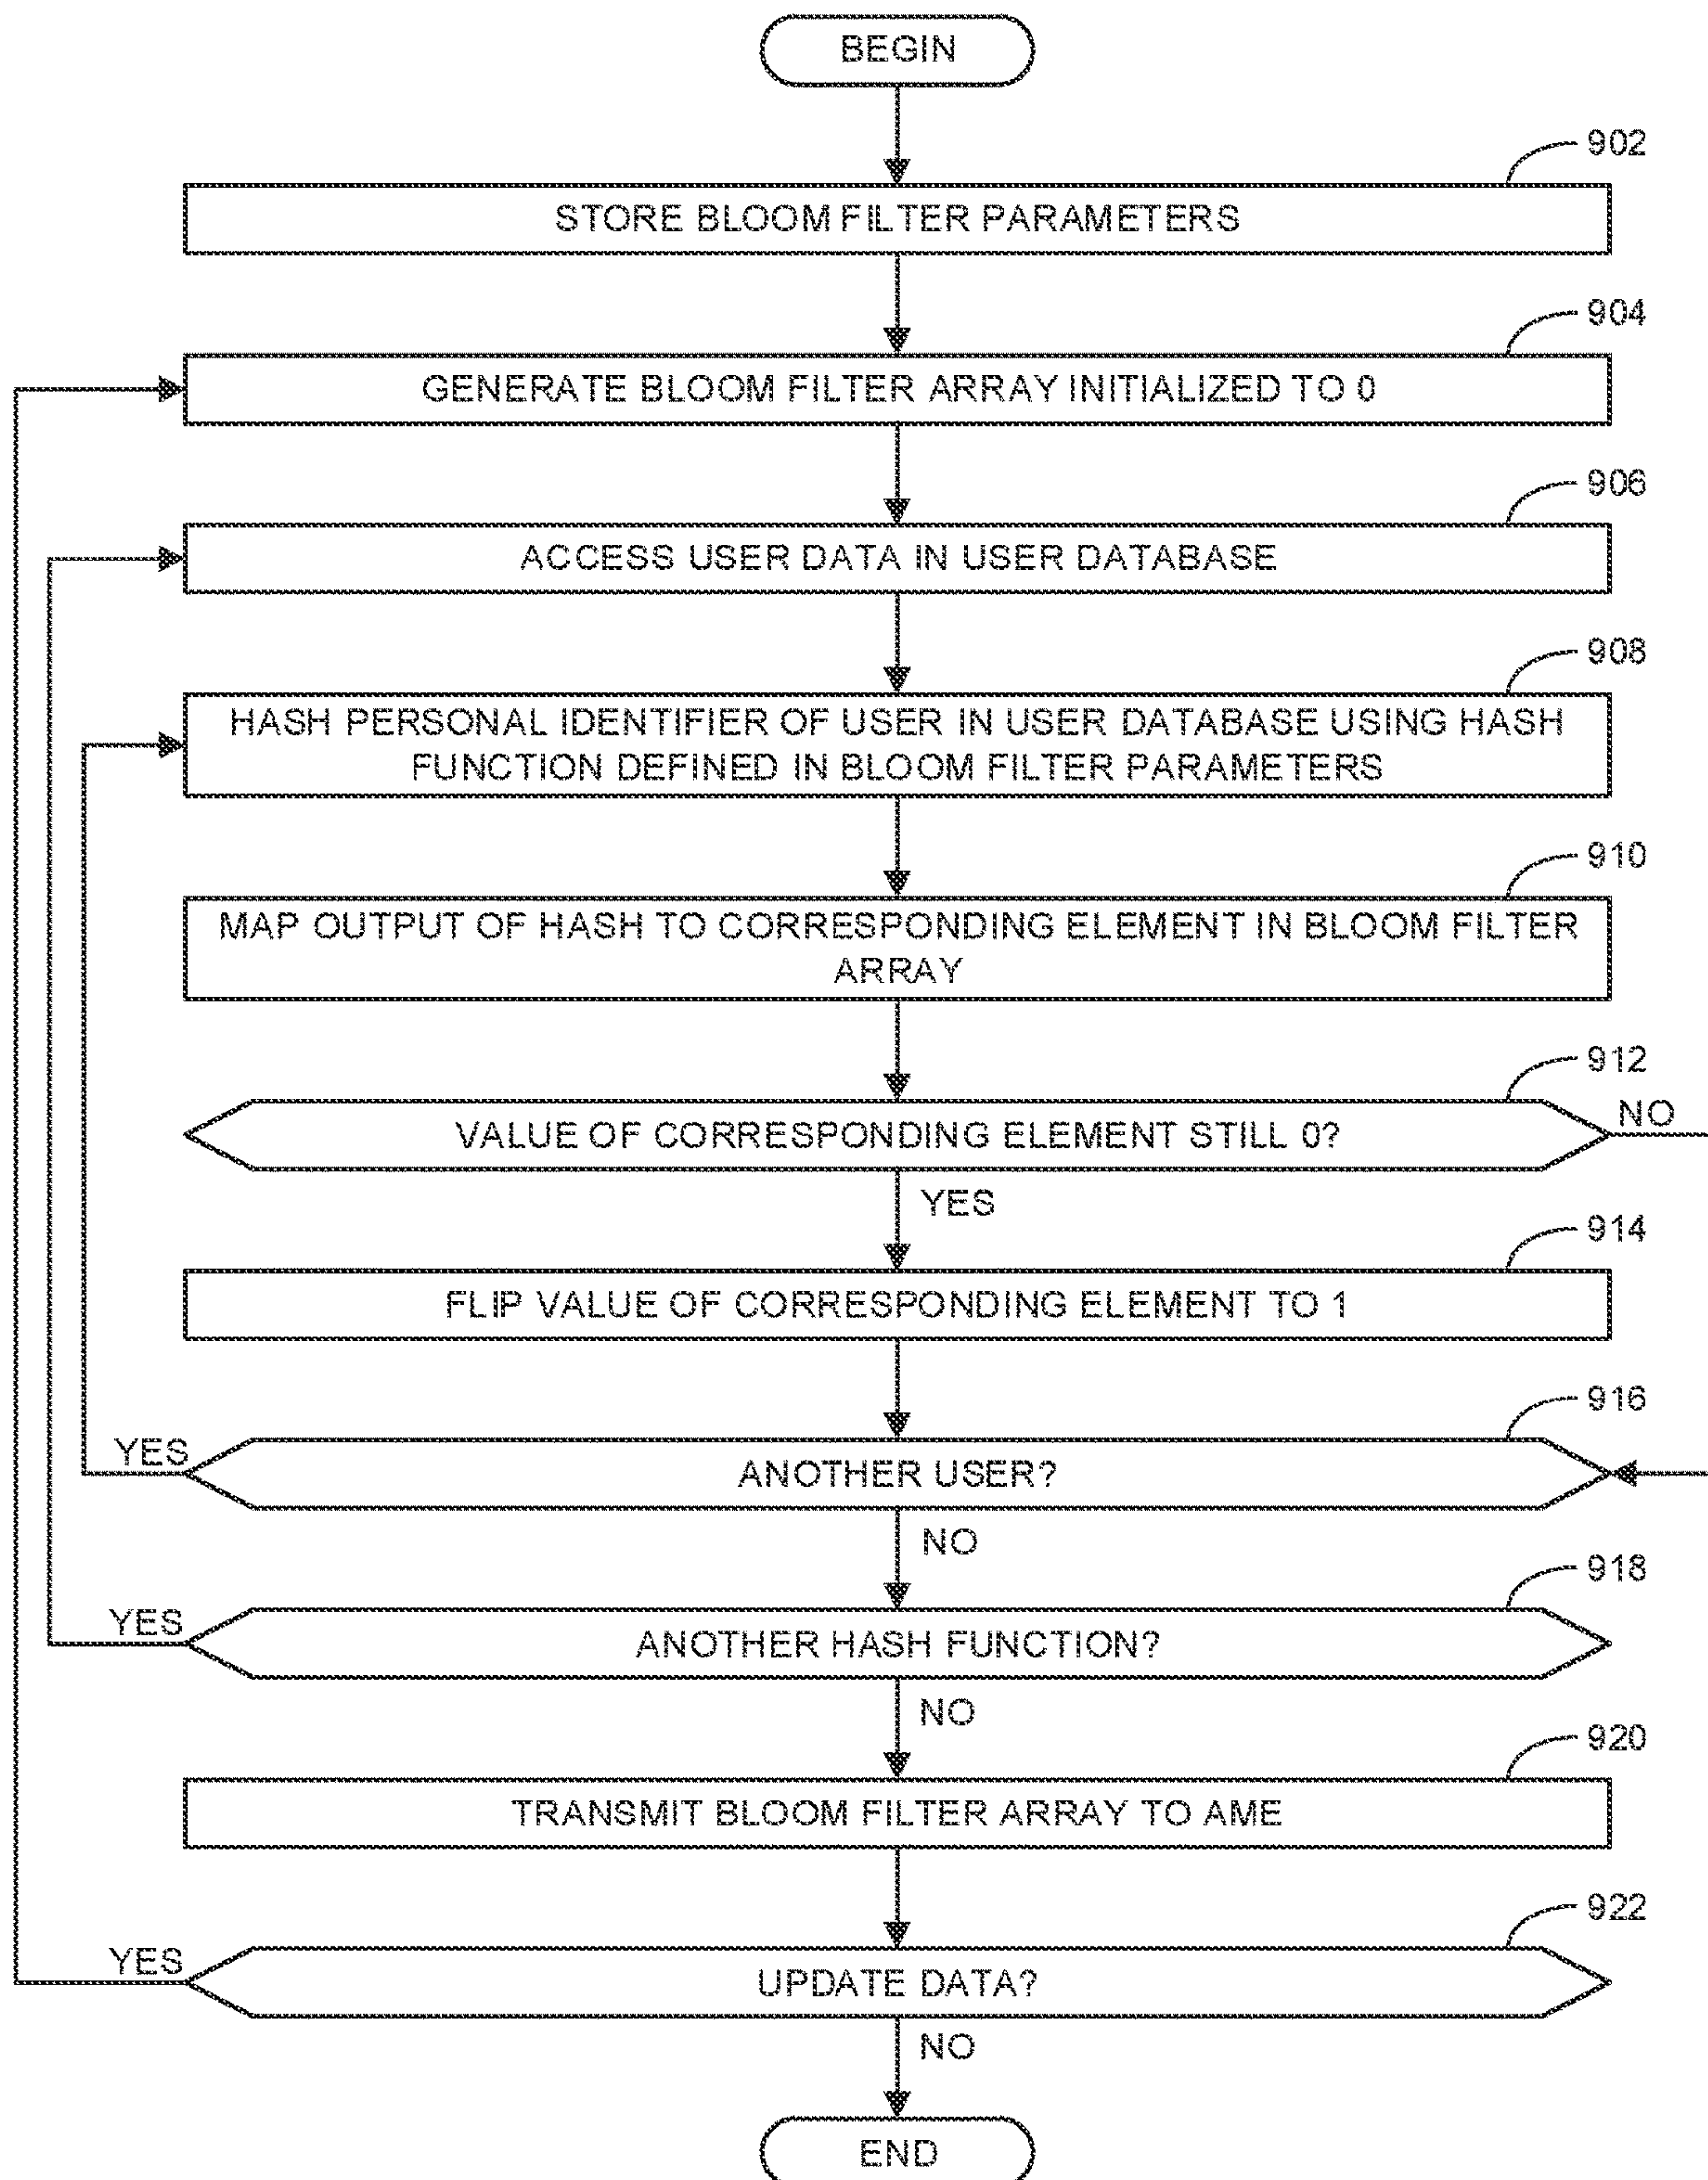 BEGIN
902
STORE BLOOM FILTER PARAMETERS
904
GENERATE BLOOM FILTER ARRAY INITIALIZED TO 0
906
ACCESS USER DATA IN USER DATABASE
908
HASH PERSONAL IDENTIFIER OF USER IN USER DATABASE USING HASH
FUNCTION DEFINED IN BLOOM FILTER PARAMETERS
910
MAP OUTPUT OF HASH TO CORRESPONDING ELEMENT IN BLOOM FILTER
ARRAY
912
VALUE OF CORRESPONDING ELEMENT STILL 0?
NO
YES
914
FLIP VALUE OF CORRESPONDING ELEMENT TO 1
916
YES
ANOTHER USER?
NO
918
YES
ANOTHER HASH FUNCTION?
NO
920
TRANSMIT BLOOM FILTER ARRAY TO AME
922
YES
UPDATE DATA?
NO
END